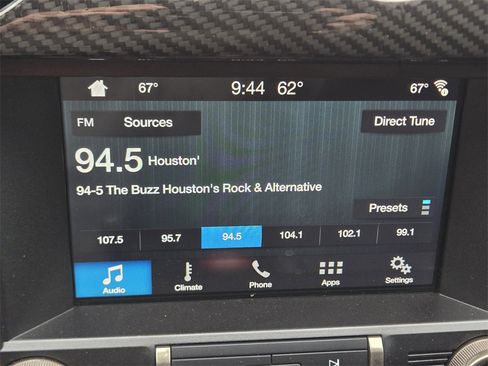 67° 9:44 62° 67°
FM Sources Direct Tune
94.5 Houston'
94-5 The Buzz Houston's Rock & Alternative
Presets
107.5 95.7 94.5 104.1 102.1 99.1
Audio Climate Phone Apps Settings